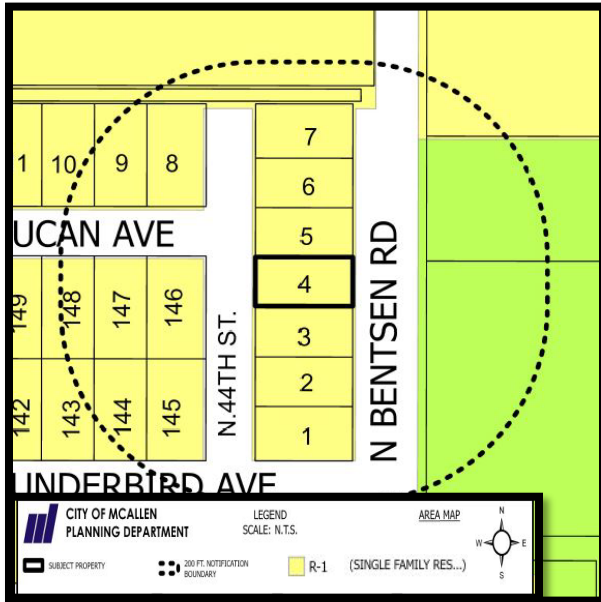 7
6
5
4
3
2
1
1 10 9 8
UCAN AVE
149 148 147 146
142 143 144 145
N.44TH ST.
N BENTSEN RD
UNDERBIRD AVE
CITY OF MCALLEN
PLANNING DEPARTMENT
LEGEND
SCALE: N.T.S.
AREA MAP
N
W E
S
SUBJECT PROPERTY
200 FT. NOTIFICATION
BOUNDARY
R-1 (SINGLE FAMILY RES...)